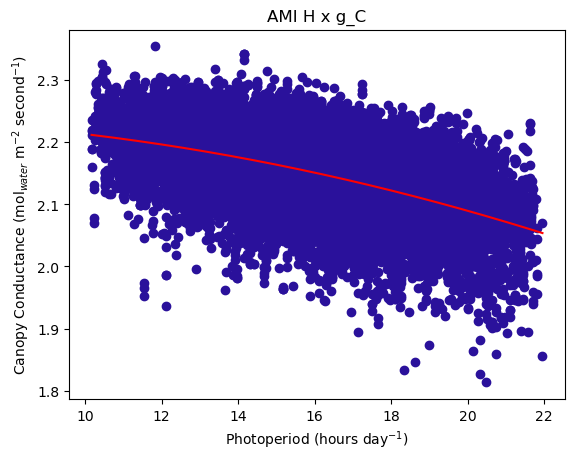 AMI H x g_C
Canopy Conductance (mol_water m⁻² second⁻¹)
2.3
2.2
2.1
2.0
1.9
1.8
10 12 14 16 18 20 22
Photoperiod (hours day⁻¹)